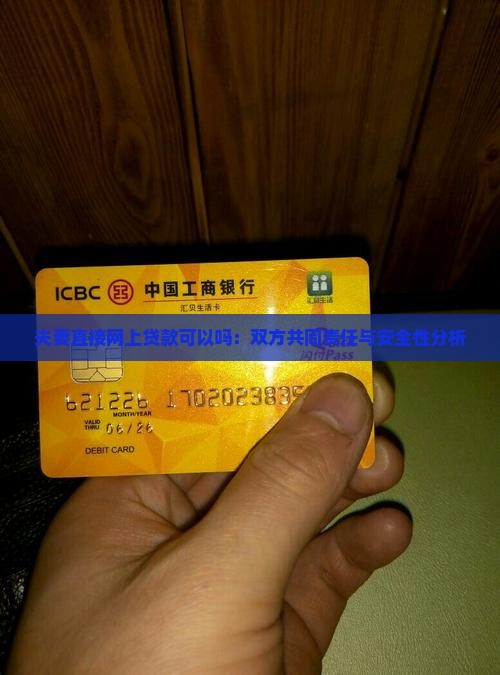 ICBC 中国工商银行
汇贝生活卡
汇贝生活
夫妻直接网上贷款可以吗：双方共同责任与安全性分析
闪付Pass
621226 170202383
MONTH/YEAR
VALID THRU 06/26
DEBIT CARD